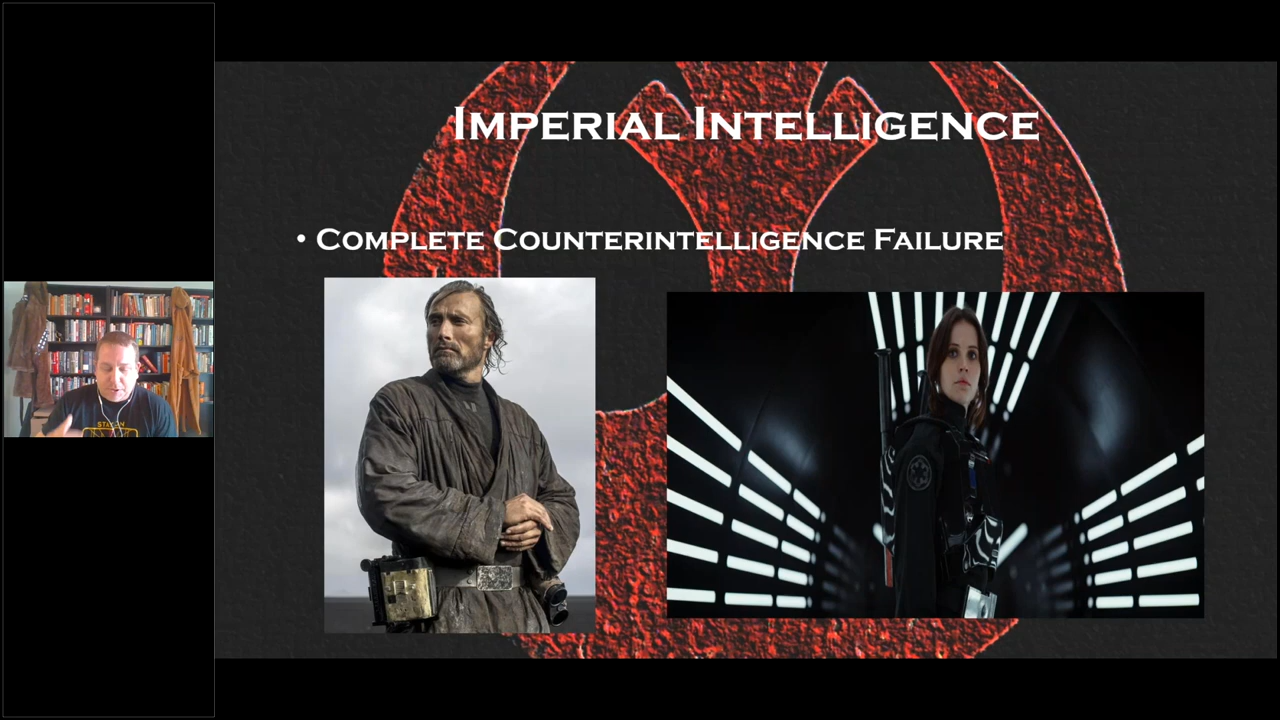 Imperial Intelligence
• Complete Counterintelligence Failure